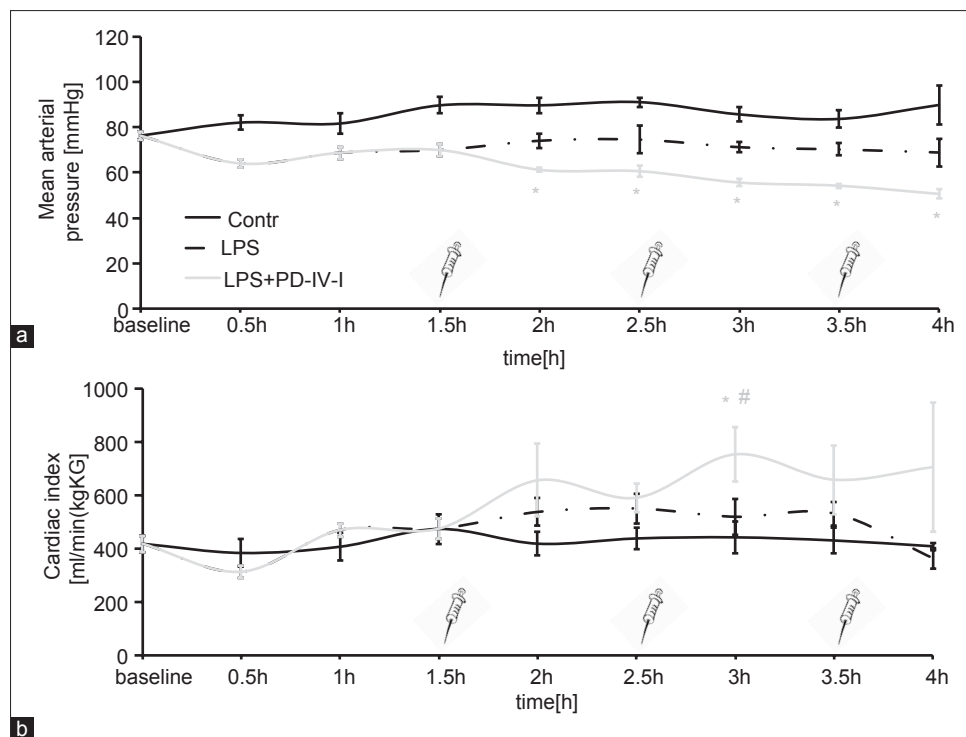 a
Mean arterial
pressure [mmHg]
120
100
80
60
40
20
0
* * * * *
Contr
LPS
LPS+PD-IV-I
baseline 0.5h 1h 1.5h 2h 2.5h 3h 3.5h 4h
time[h]
b
Cardiac index
[ml/min(kgKG)
1000
800
600
400
200
0
* #
baseline 0.5h 1h 1.5h 2h 2.5h 3h 3.5h 4h
time[h]